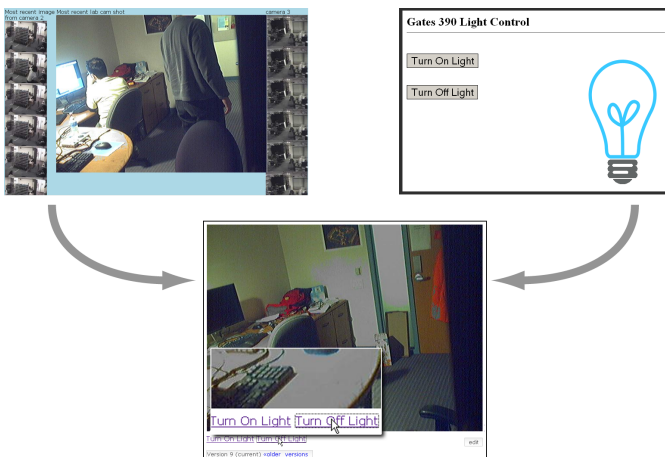 Most recent image Most recent lab cam shot camera 3
from camera 2
Gates 390 Light Control
Turn On Light
Turn Off Light
Turn On Light Turn Off Light
Turn On Light Turn Off Light
edit
Version 9 (current) «older versions